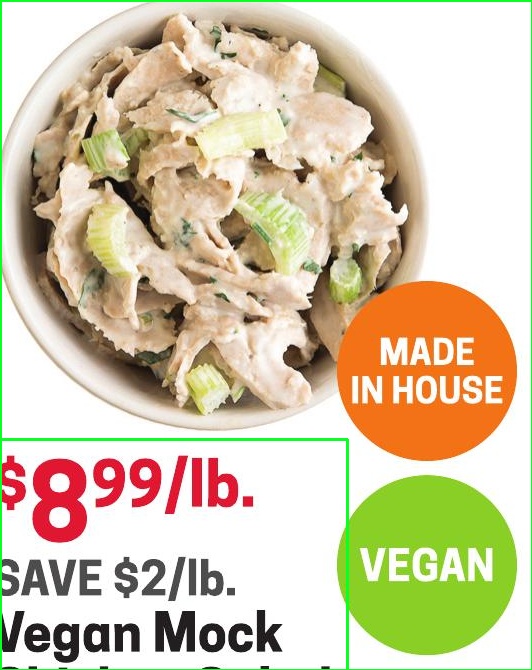 MADE
IN HOUSE
$8.99/lb.
SAVE $2/lb.
VEGAN
Vegan Mock